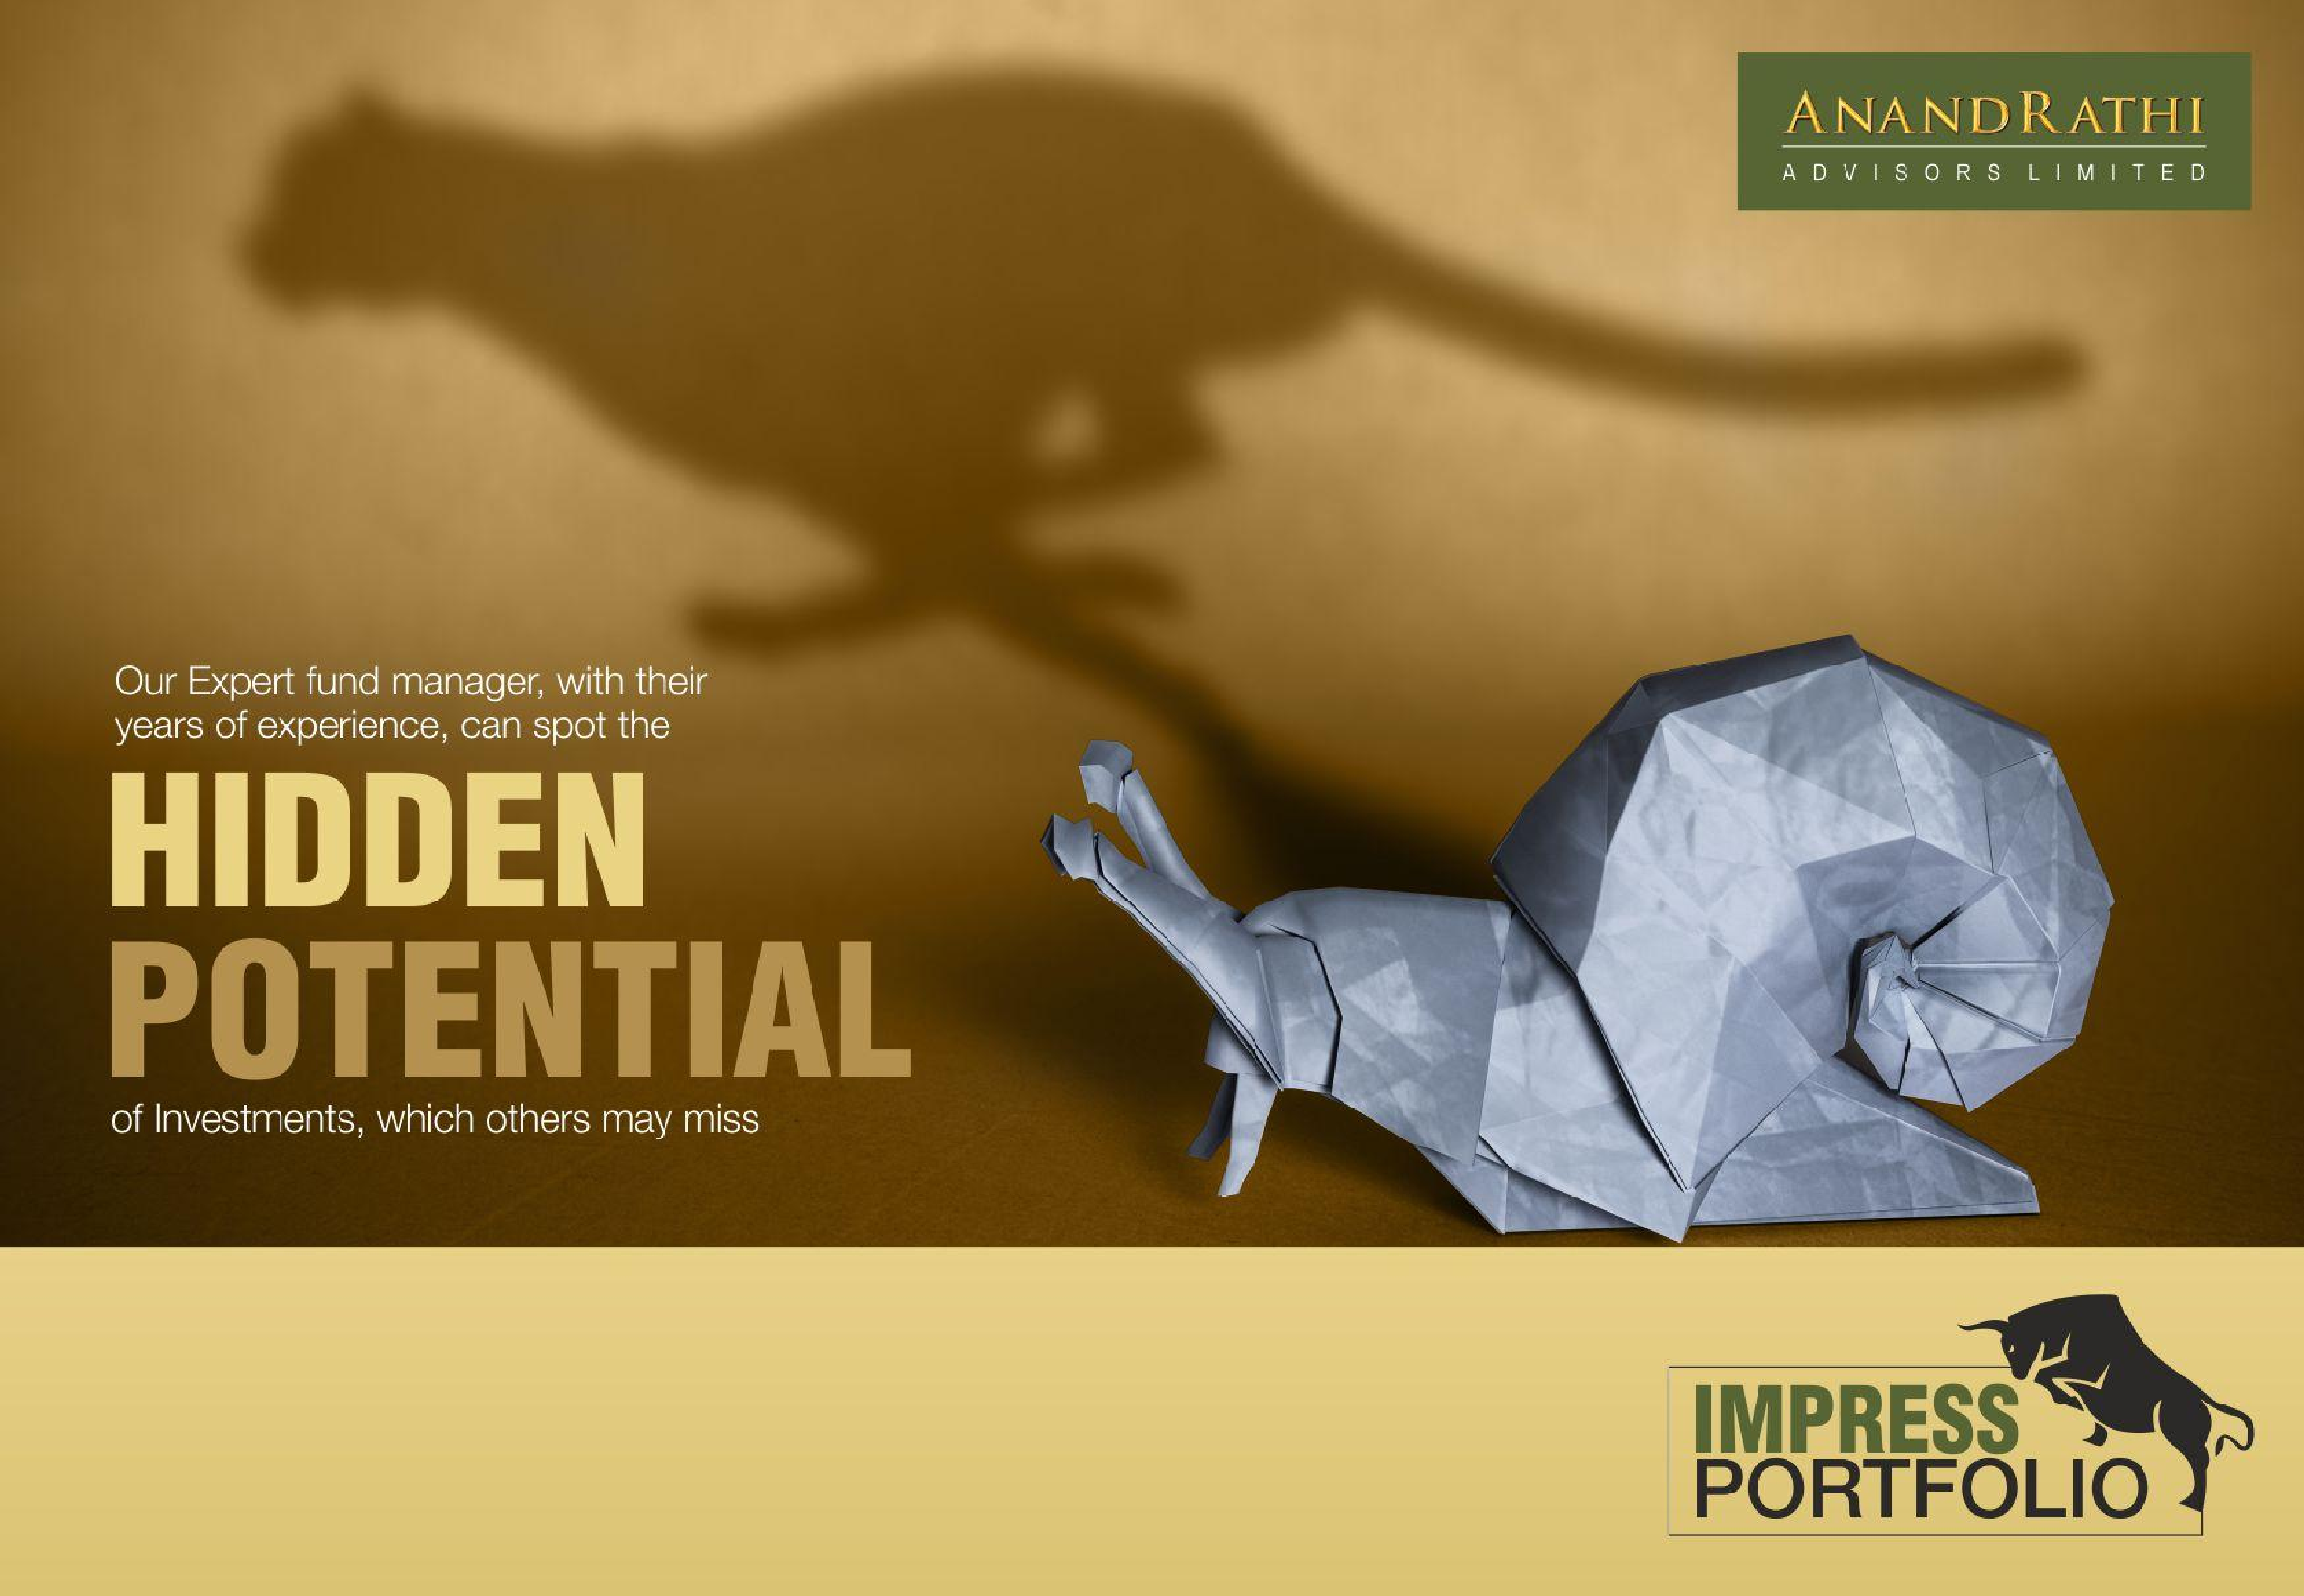 ANANDRATHI
ADVISORS LIMITED
Our Expert fund manager, with their
years of experience, can spot the
HIDDEN
POTENTIAL
of Investments, which others may miss
IMPRESS
PORTFOLIO